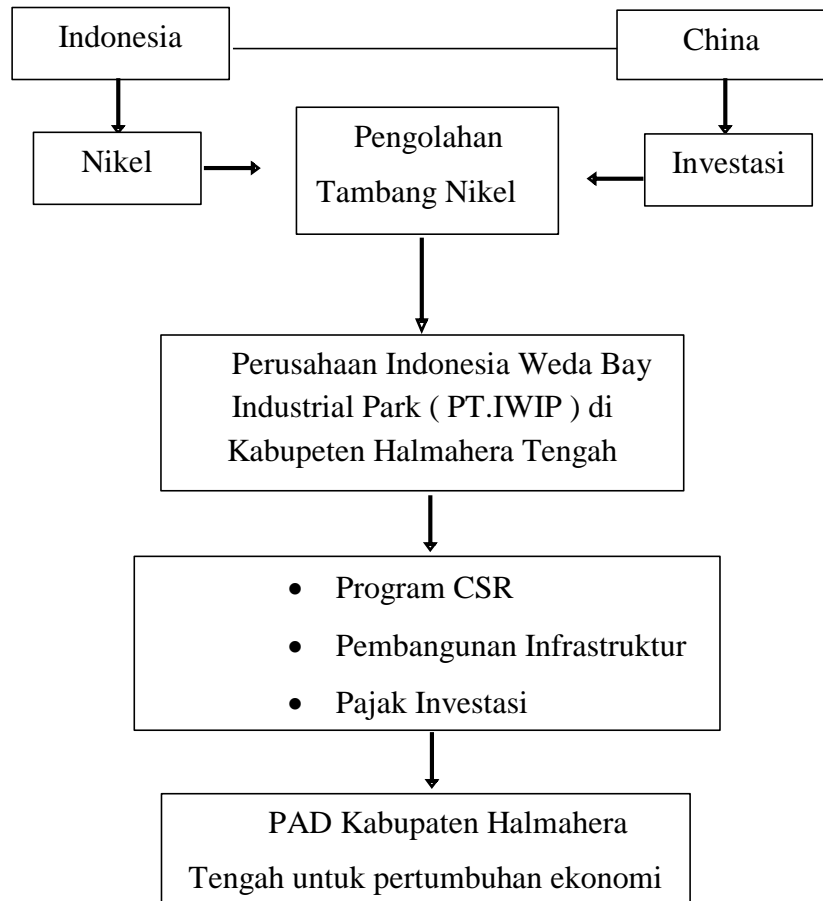 Indonesia
China
Nikel
Pengolahan
Tambang Nikel
Investasi
Perusahaan Indonesia Weda Bay
Industrial Park ( PT.IWIP ) di
Kabupeten Halmahera Tengah
• Program CSR
• Pembangunan Infrastruktur
• Pajak Investasi
PAD Kabupaten Halmahera
Tengah untuk pertumbuhan ekonomi